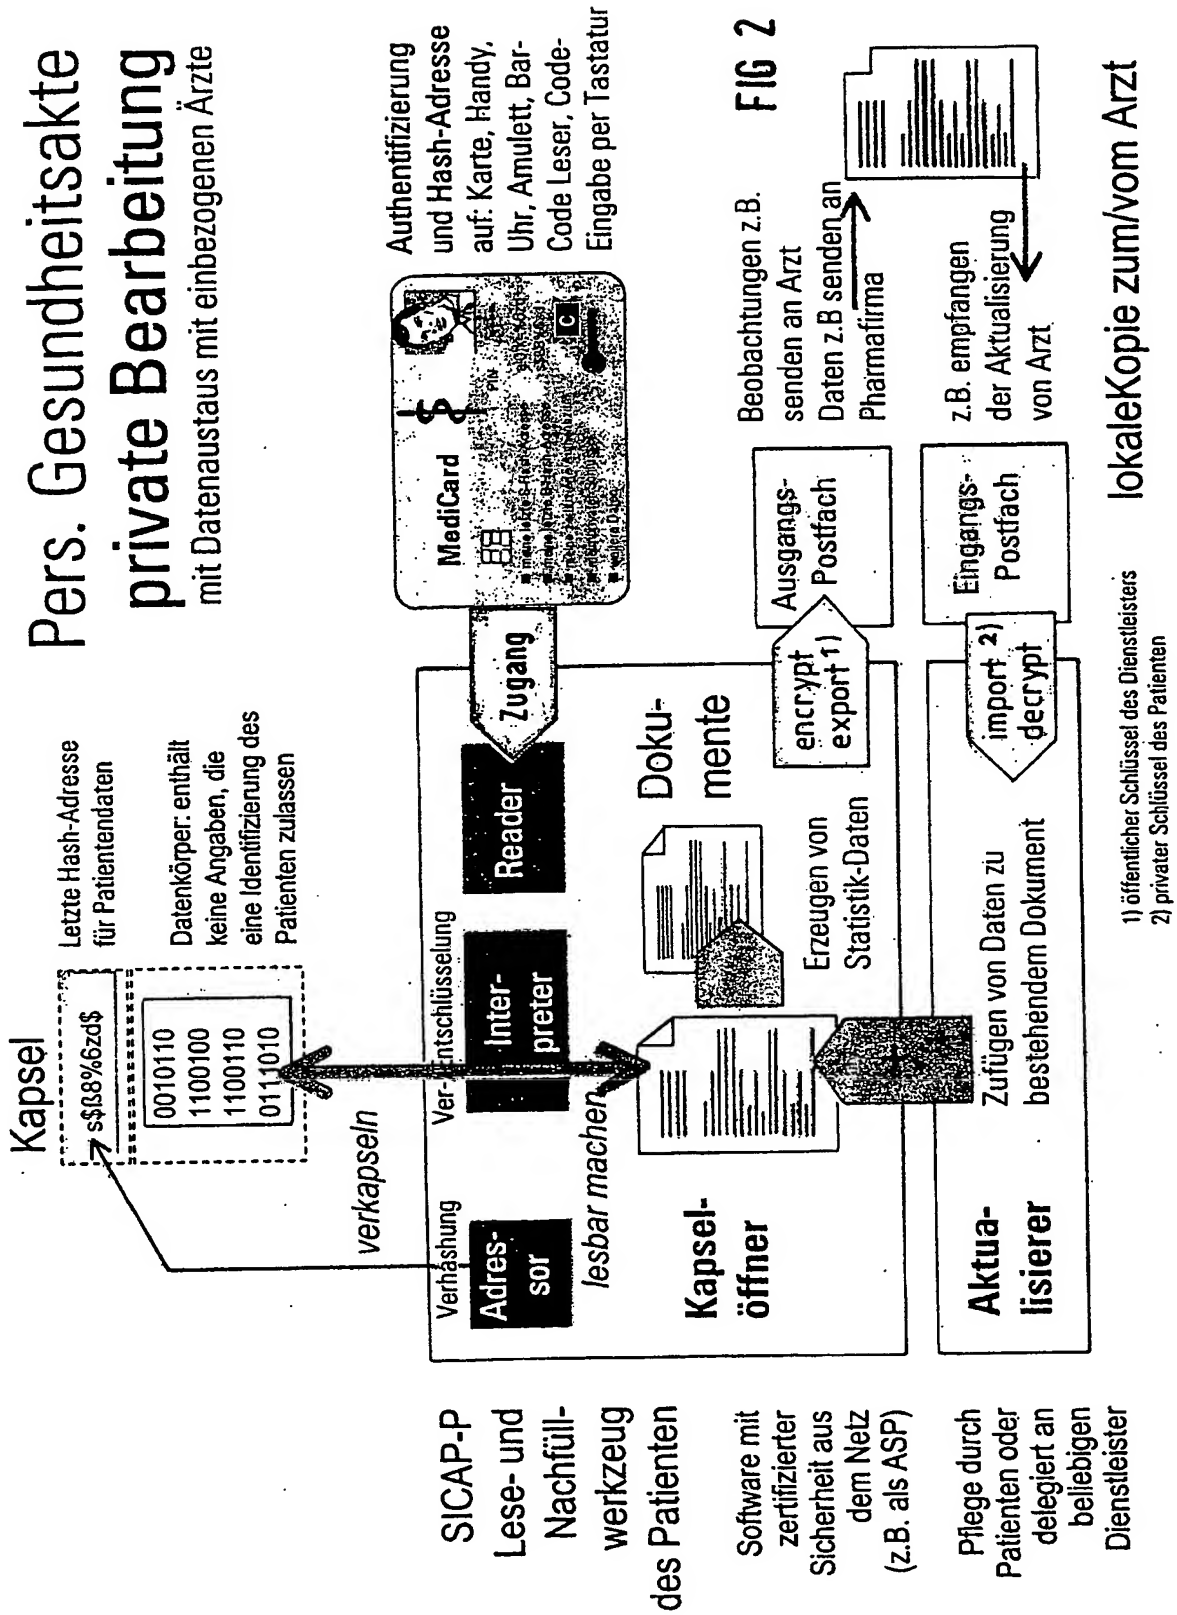 Pers. Gesundheitsakte
private Bearbeitung
mit Datenaustaus mit einbezogenen Ärzte
Kapsel
s$ß8%6zd$
0010110
1100100
1100110
0111010
Letzte Hash-Adresse
für Patientendaten
Datenkörper: enthält
keine Angaben, die
eine Identifizierung des
Patienten zulassen
verkapseln
SICAP-P
Lese- und
Nachfüll-
werkzeug
des Patienten
Software mit
zertifizierter
Sicherheit aus
dem Netz
(z.B. als ASP)
Pflege durch
Patienten oder
delegiert an
beliebigen
Dienstleister
Verhashung
Adres-
sor
Ver-/Entschlüsselung
Inter-
preter
Reader
Zugang
lesbar machen
Kapsel-
öffner
Doku-
mente
Erzeugen von
Statistik-Daten
encrypt
export 1)
Ausgangs-
Postfach
Aktua-
lisierer
Zufügen von Daten zu
bestehendem Dokument
import 2)
decrypt
Eingangs-
Postfach
MediCard
PIN
C
Authentifizierung
und Hash-Adresse
auf: Karte, Handy,
Uhr, Amulett, Bar-
Code Leser, Code-
Eingabe per Tastatur
Beobachtungen z.B.
senden an Arzt
Daten z.B senden an
Pharmafirma
z.B. empfangen
der Aktualisierung
von Arzt
FIG 2
lokaleKopie zum/vom Arzt
1) öffentlicher Schlüssel des Dienstleisters
2) privater Schlüssel des Patienten